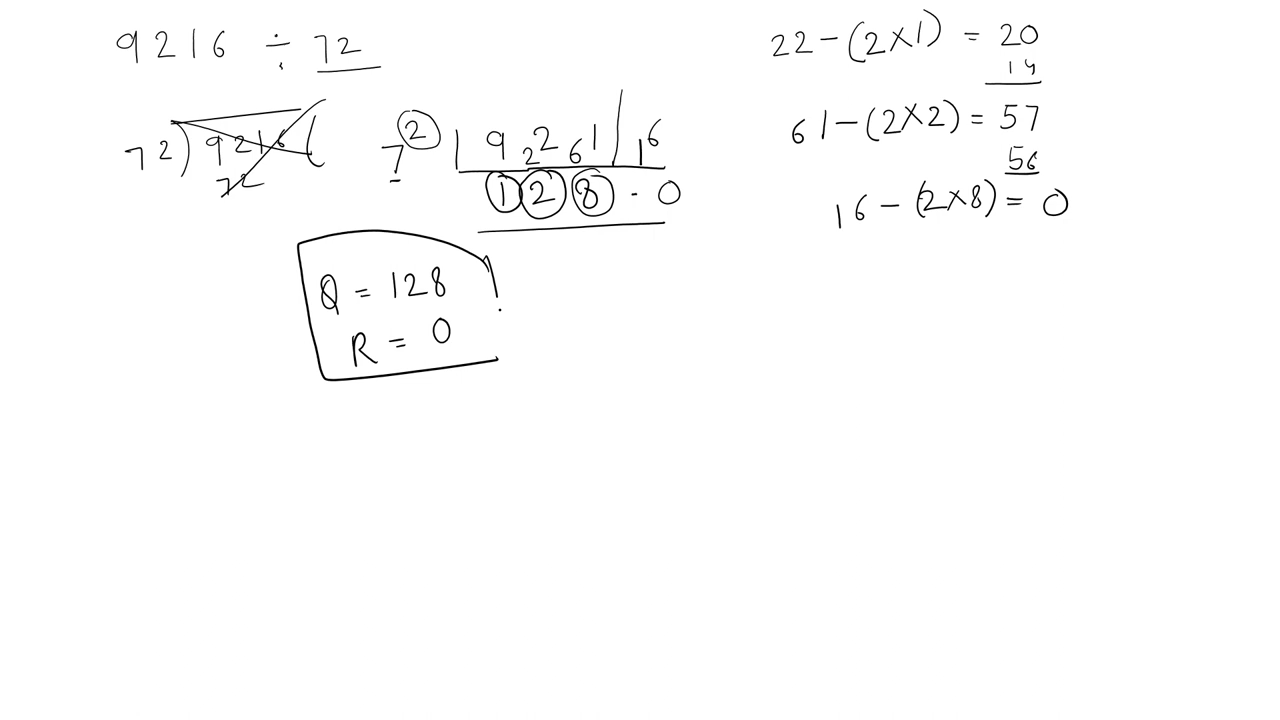 9216 ÷ 72
72)9216(
72
7 2 | 9 2 2 6 1 / 1 6
1 2 8 - 0
Q = 128
R = 0
22 - (2×1) = 20
14
61 - (2×2) = 57
56
16 - (2×8) = 0